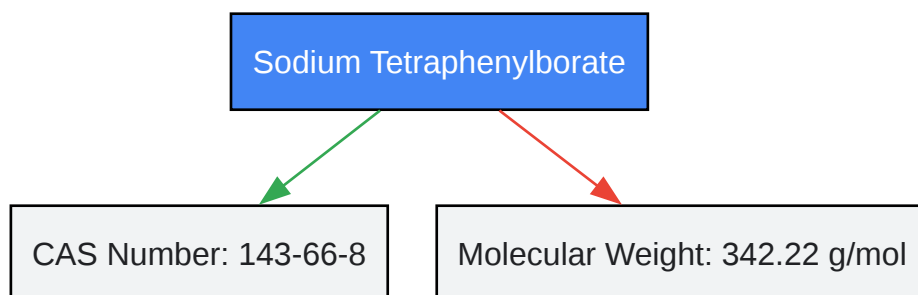 Sodium Tetraphenylborate
CAS Number: 143-66-8
Molecular Weight: 342.22 g/mol